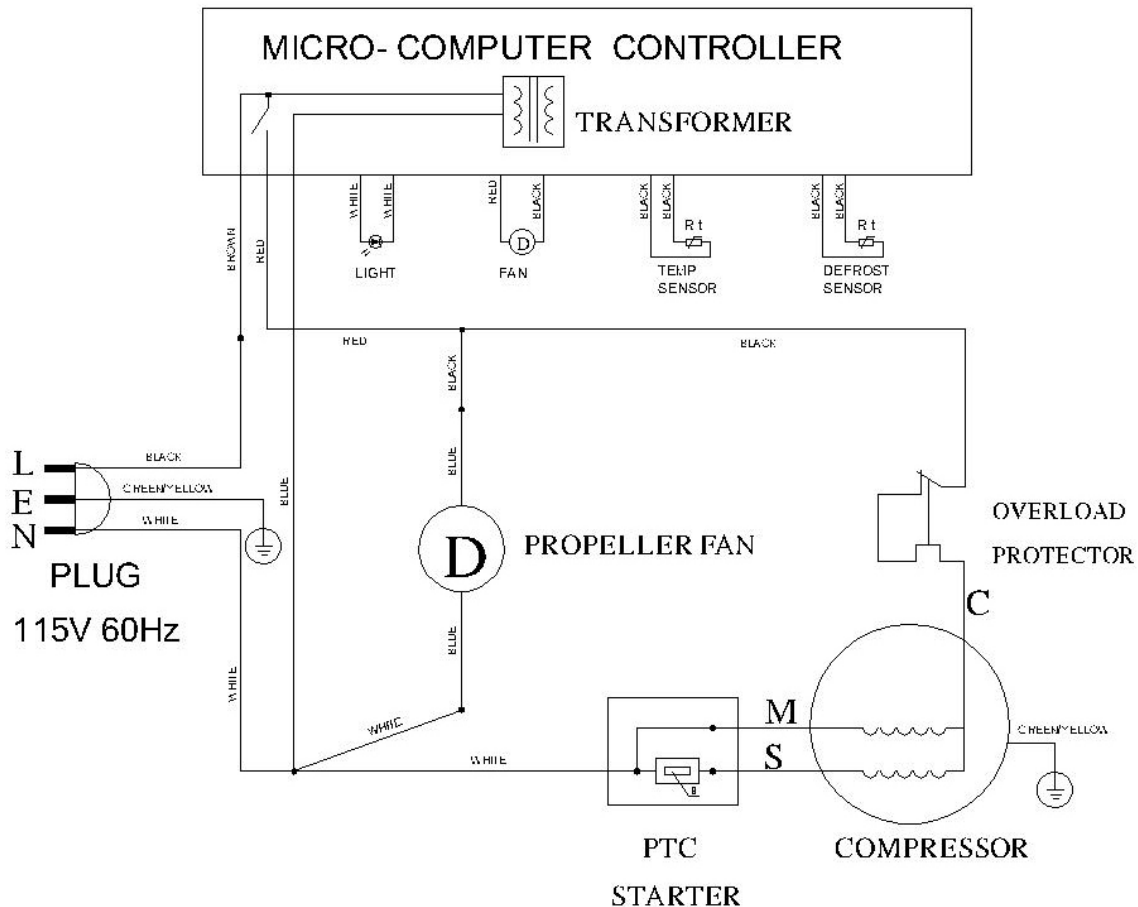 MICRO- COMPUTER CONTROLLER
TRANSFORMER
WHITE
WHITE
RED
BLACK
BLACK
BLACK
BLACK
BLACK
BROWN
RED
Rt
Rt
D
LIGHT
FAN
TEMP
SENSOR
DEFROST
SENSOR
RED
BLACK
BLACK
L
BLACK
E
GREEN/YELLOW
N
WHITE
BLUE
BLUE
PLUG
115V 60Hz
D
PROPELLER FAN
OVERLOAD
PROTECTOR
C
BLUE
WHITE
WHITE
WHITE
M
S
θ
GREEN/YELLOW
PTC
STARTER
COMPRESSOR